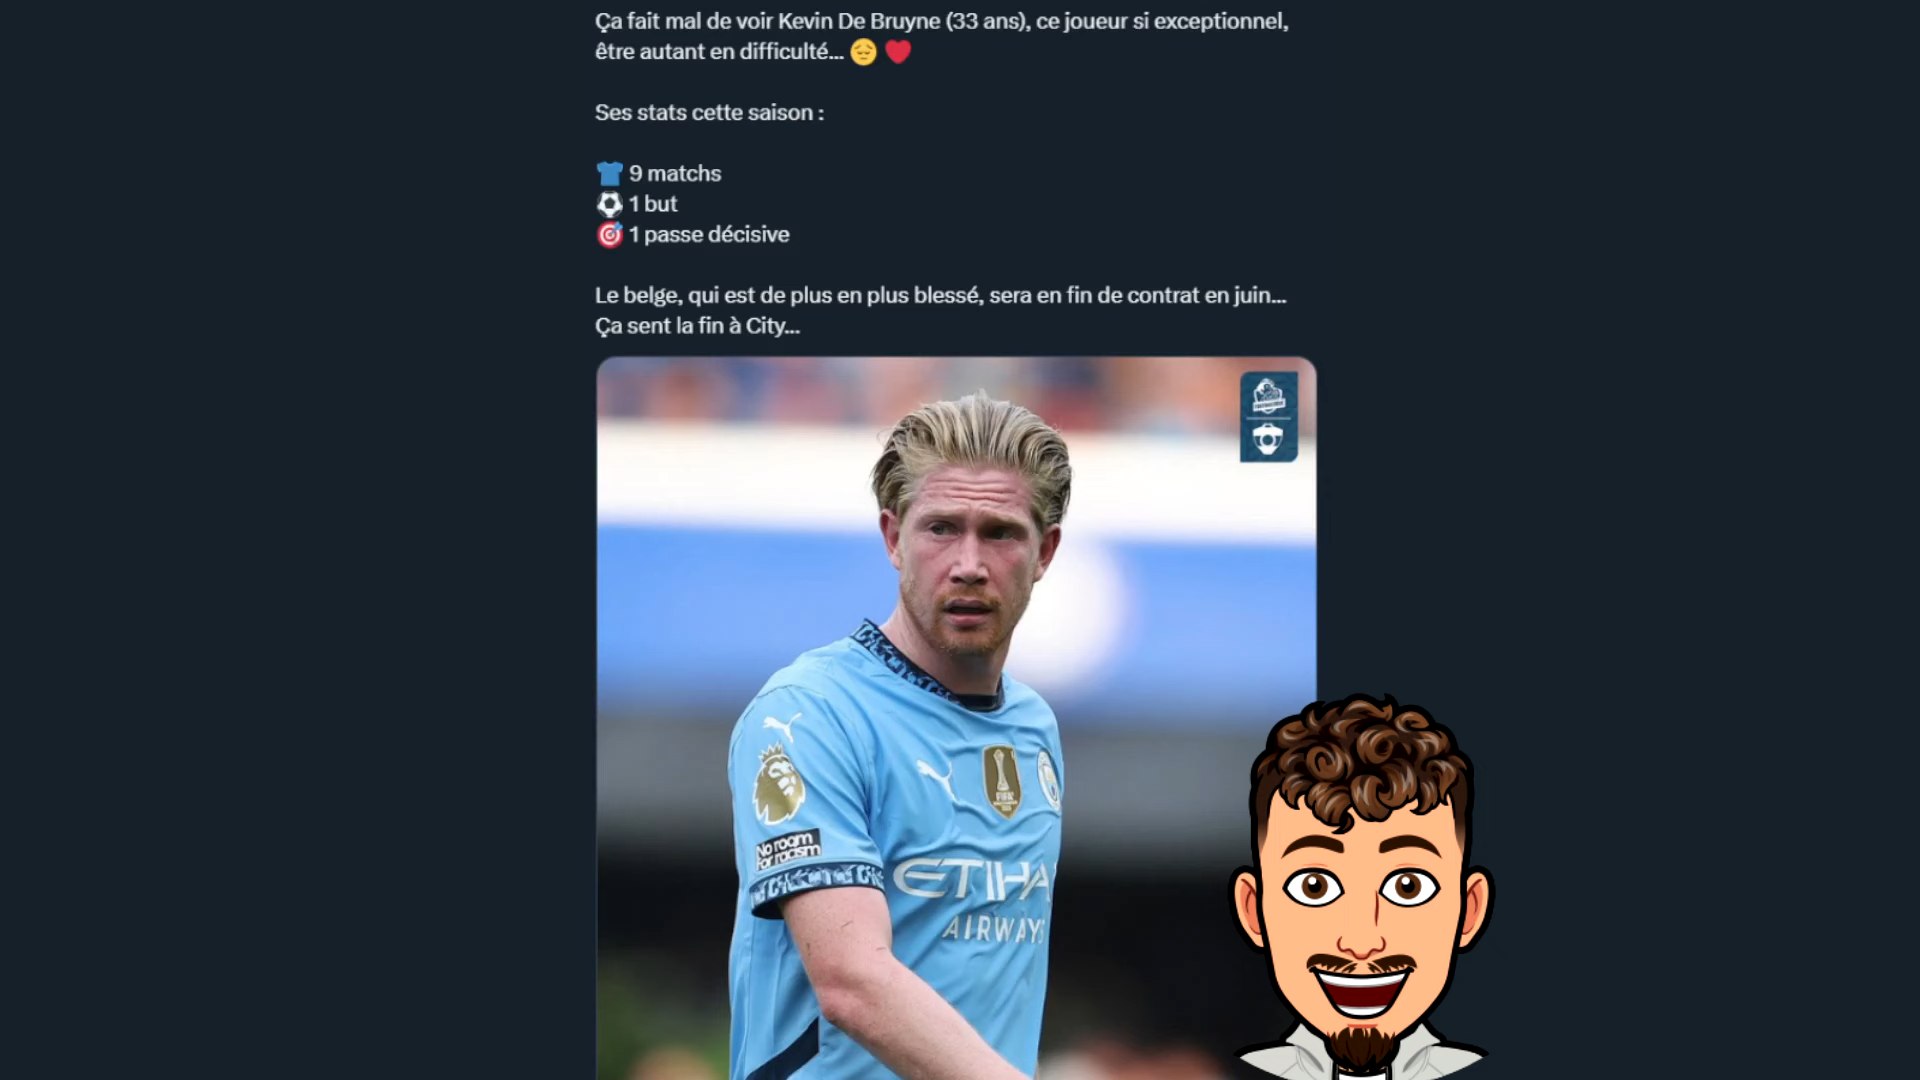 Ça fait mal de voir Kevin De Bruyne (33 ans), ce joueur si exceptionnel,
être autant en difficulté... 😔 ❤️
Ses stats cette saison :
👕 9 matchs
⚽ 1 but
🎯 1 passe décisive
Le belge, qui est de plus en plus blessé, sera en fin de contrat en juin...
Ça sent la fin à City...
No room
For racism
ETIHA
AIRWAYS